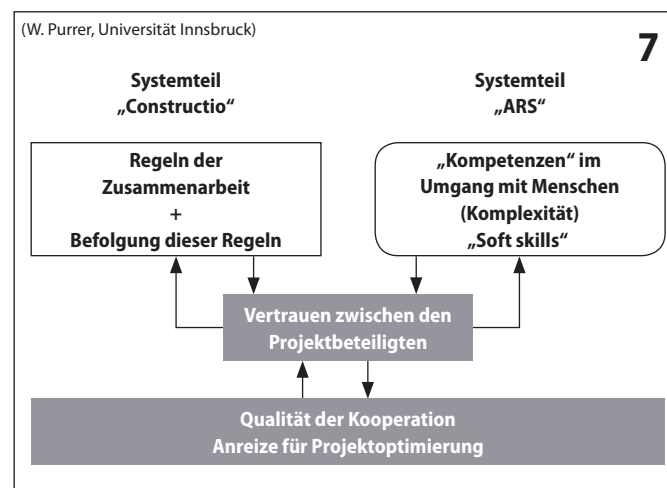 (W. Purrer, Universität Innsbruck)
7
Systemteil
„Constructio“
Systemteil
„ARS“
Regeln der
Zusammenarbeit
+
Befolgung dieser Regeln
„Kompetenzen“ im
Umgang mit Menschen
(Komplexität)
„Soft skills“
Vertrauen zwischen den
Projektbeteiligten
Qualität der Kooperation
Anreize für Projektoptimierung